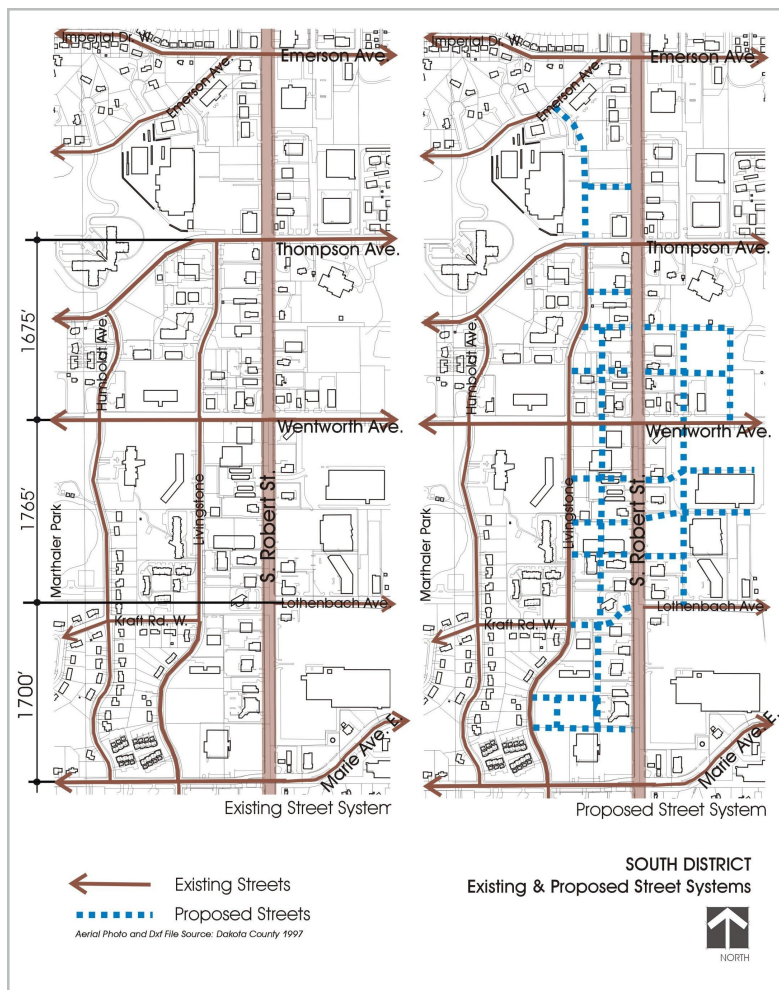 Imperial Dr. W.
Emerson Ave.
Emerson Ave.
Thompson Ave.
1675’
Humboldt Ave.
Wentworth Ave.
1765’
Marthaler Park
Livingstone
S. Robert St.
Lothenbach Ave.
Kraft Rd. W.
1700’
Marie Ave. E.
Existing Street System
Imperial Dr. W.
Emerson Ave.
Emerson Ave.
Thompson Ave.
Humboldt Ave.
Wentworth Ave.
Marthaler Park
Livingstone
S. Robert St.
Lothenbach Ave.
Kraft Rd. W.
Marie Ave. E.
Proposed Street System
Existing Streets
Proposed Streets
Aerial Photo and Dxf File Source: Dakota County 1997
SOUTH DISTRICT
Existing & Proposed Street Systems
NORTH